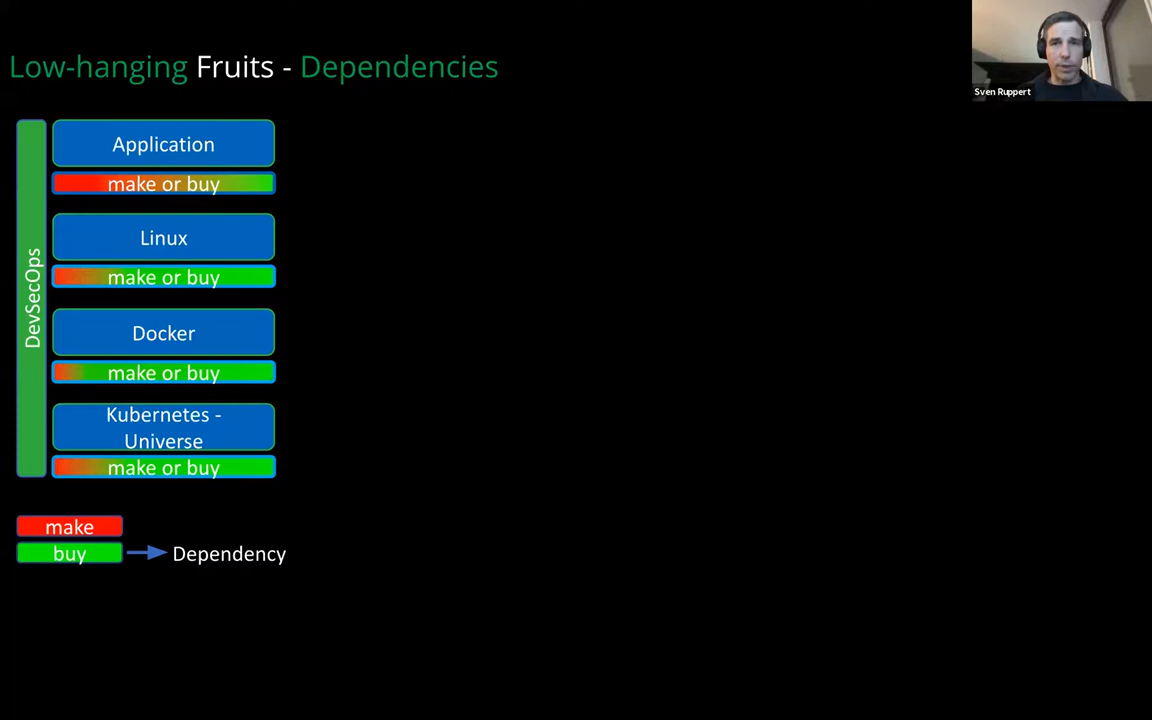 Low-hanging Fruits - Dependencies
Sven Ruppert
DevSecOps
Application
make or buy
Linux
make or buy
Docker
make or buy
Kubernetes -
Universe
make or buy
make
buy
Dependency